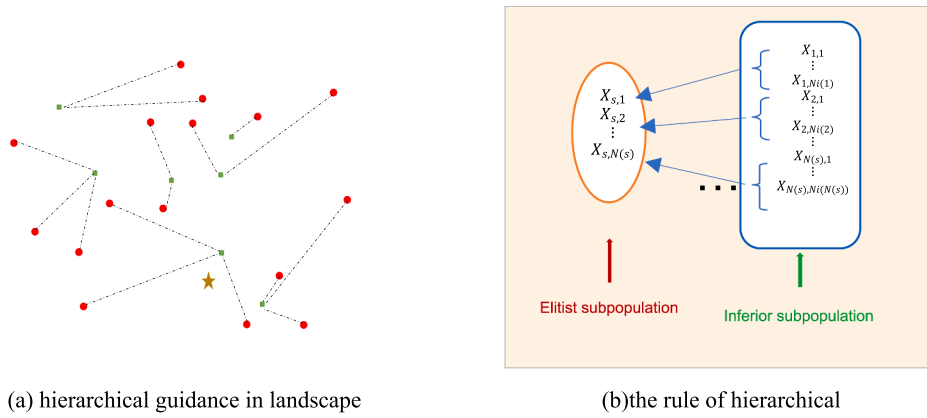 X_{s,1}
X_{s,2}
⋮
X_{s,N(s)}
X_{1,1}
⋮
X_{1,Ni(1)}
X_{2,1}
⋮
X_{2,Ni(2)}
⋮
X_{N(s),1}
⋮
X_{N(s),Ni(N(s))}
...
Elitist subpopulation
Inferior subpopulation
(a) hierarchical guidance in landscape
(b)the rule of hierarchical